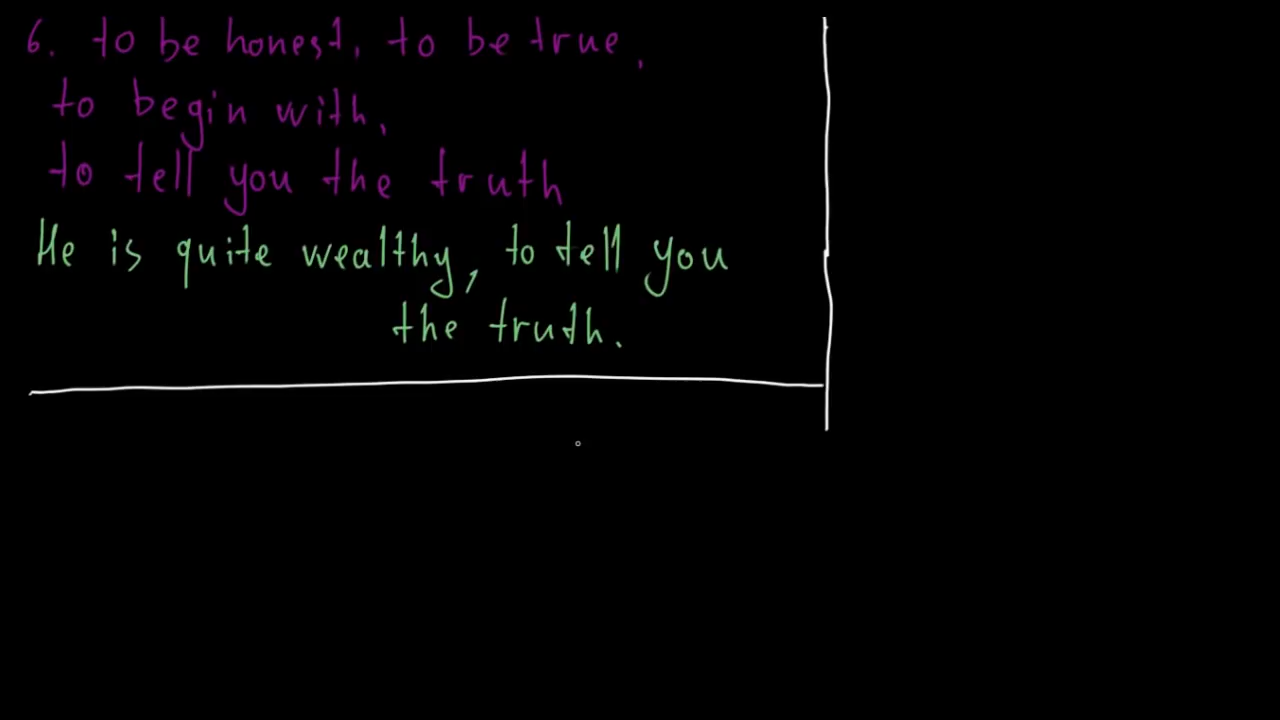 6. to be honest, to be true,
to begin with,
to tell you the truth
He is quite wealthy, to tell you
the truth.